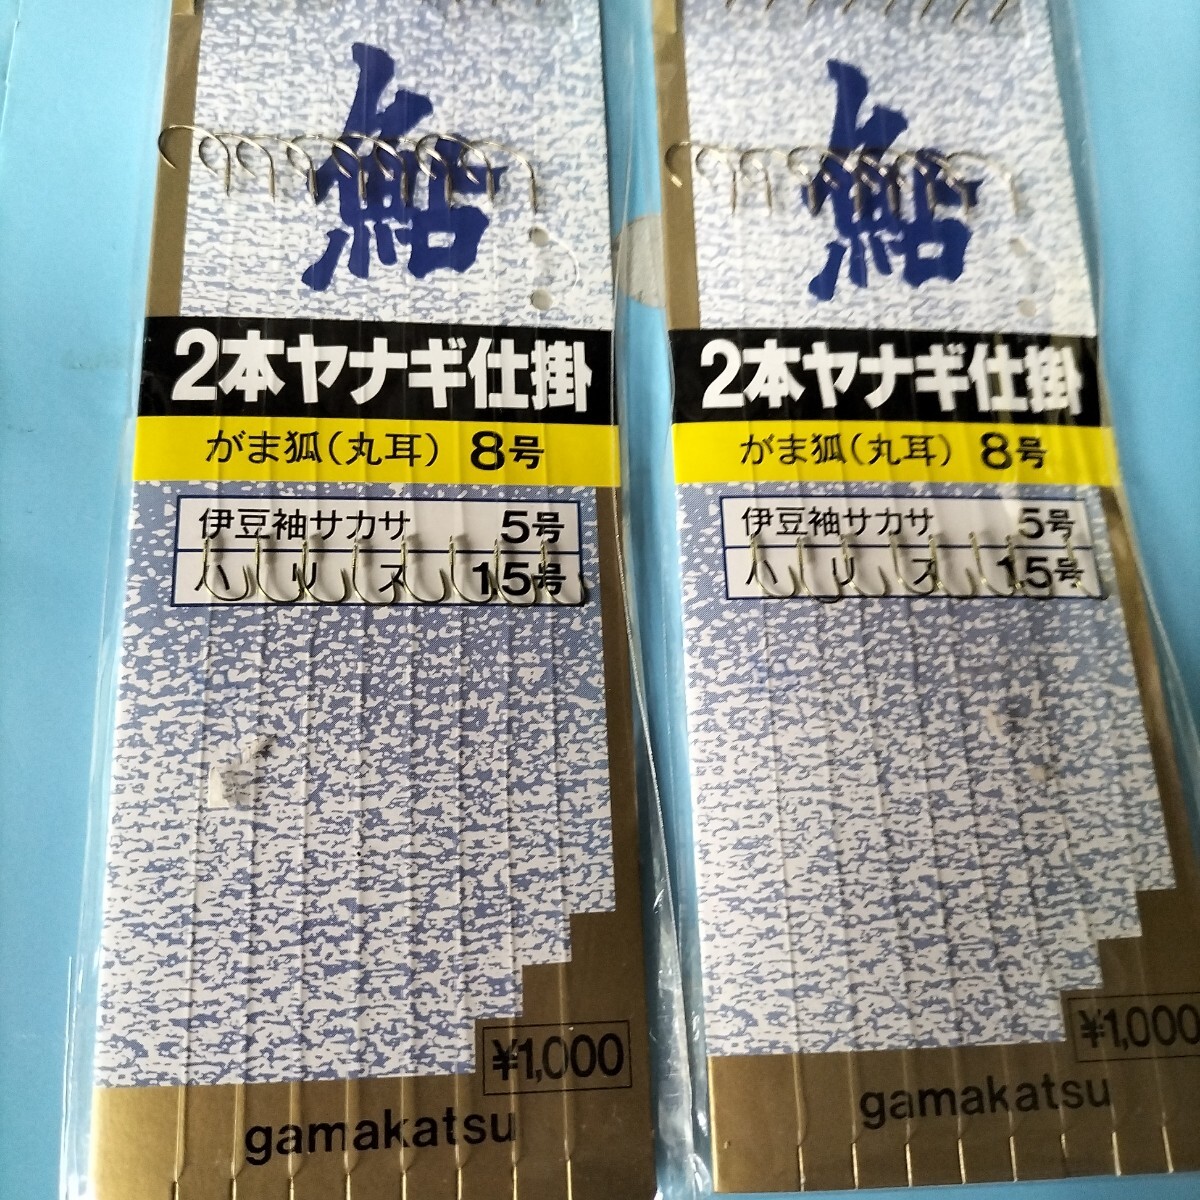 鮎
2本ヤナギ仕掛
がま狐(丸耳) 8号
伊豆袖サカサ 5号
ハリス 1.5号
¥1,000
gamakatsu
鮎
2本ヤナギ仕掛
がま狐(丸耳) 8号
伊豆袖サカサ 5号
ハリス 1.5号
¥1,000
gamakatsu